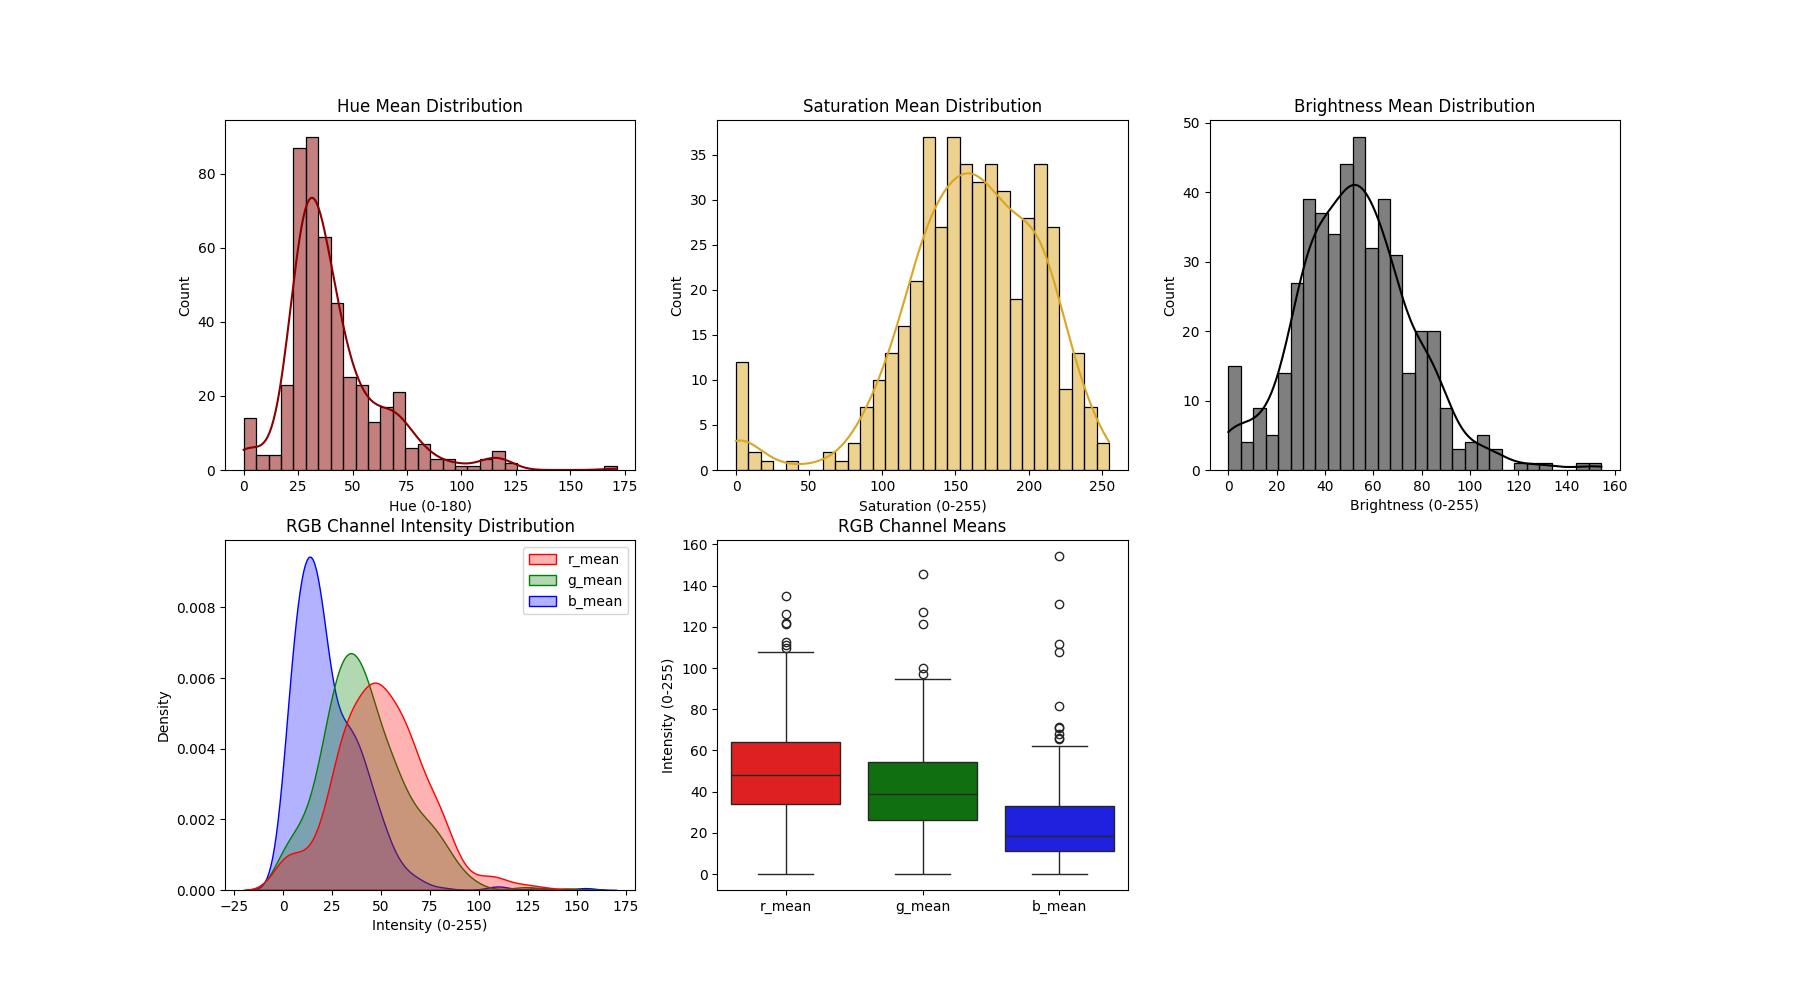 Hue Mean Distribution
Count
80
60
40
20
0
0 25 50 75 100 125 150 175
Hue (0-180)
Saturation Mean Distribution
Count
35
30
25
20
15
10
5
0
0 50 100 150 200 250
Saturation (0-255)
Brightness Mean Distribution
Count
50
40
30
20
10
0
0 20 40 60 80 100 120 140 160
Brightness (0-255)
RGB Channel Intensity Distribution
r_mean
g_mean
b_mean
Density
0.008
0.006
0.004
0.002
0.000
−25 0 25 50 75 100 125 150 175
Intensity (0-255)
RGB Channel Means
Intensity (0-255)
160
140
120
100
80
60
40
20
0
r_mean g_mean b_mean